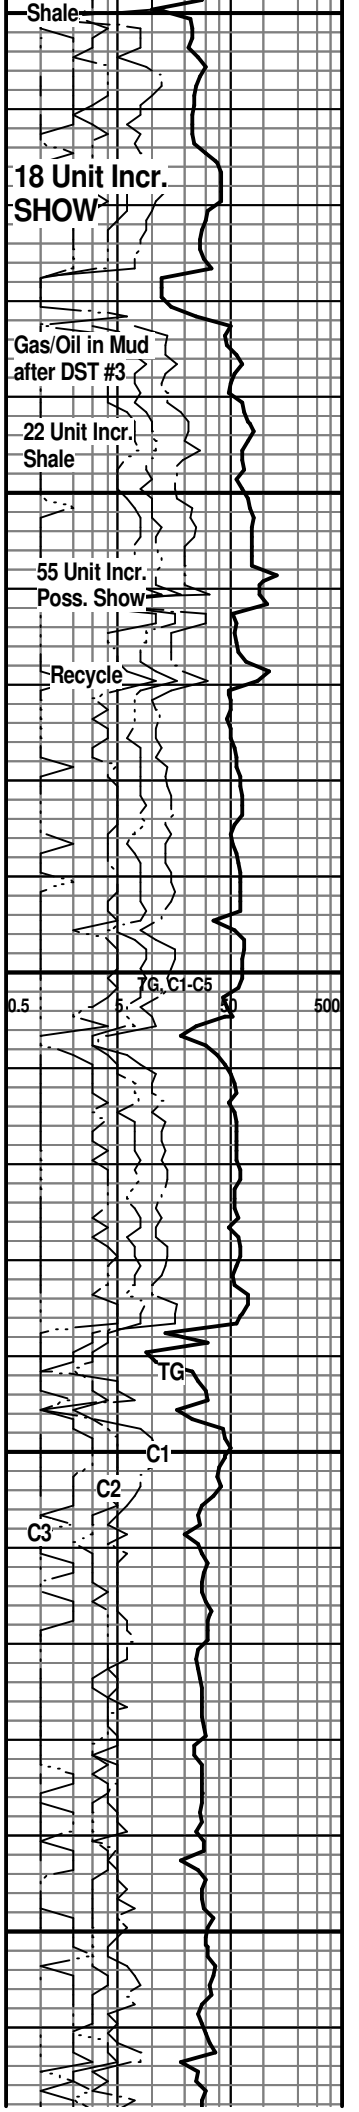 Shale
18 Unit Incr.
SHOW
Gas/Oil in Mud
after DST #3
22 Unit Incr.
Shale
55 Unit Incr.
Poss. Show
Recycle
TG, C1-C5
0.5 5 50 500
TG
C1
C2
C3